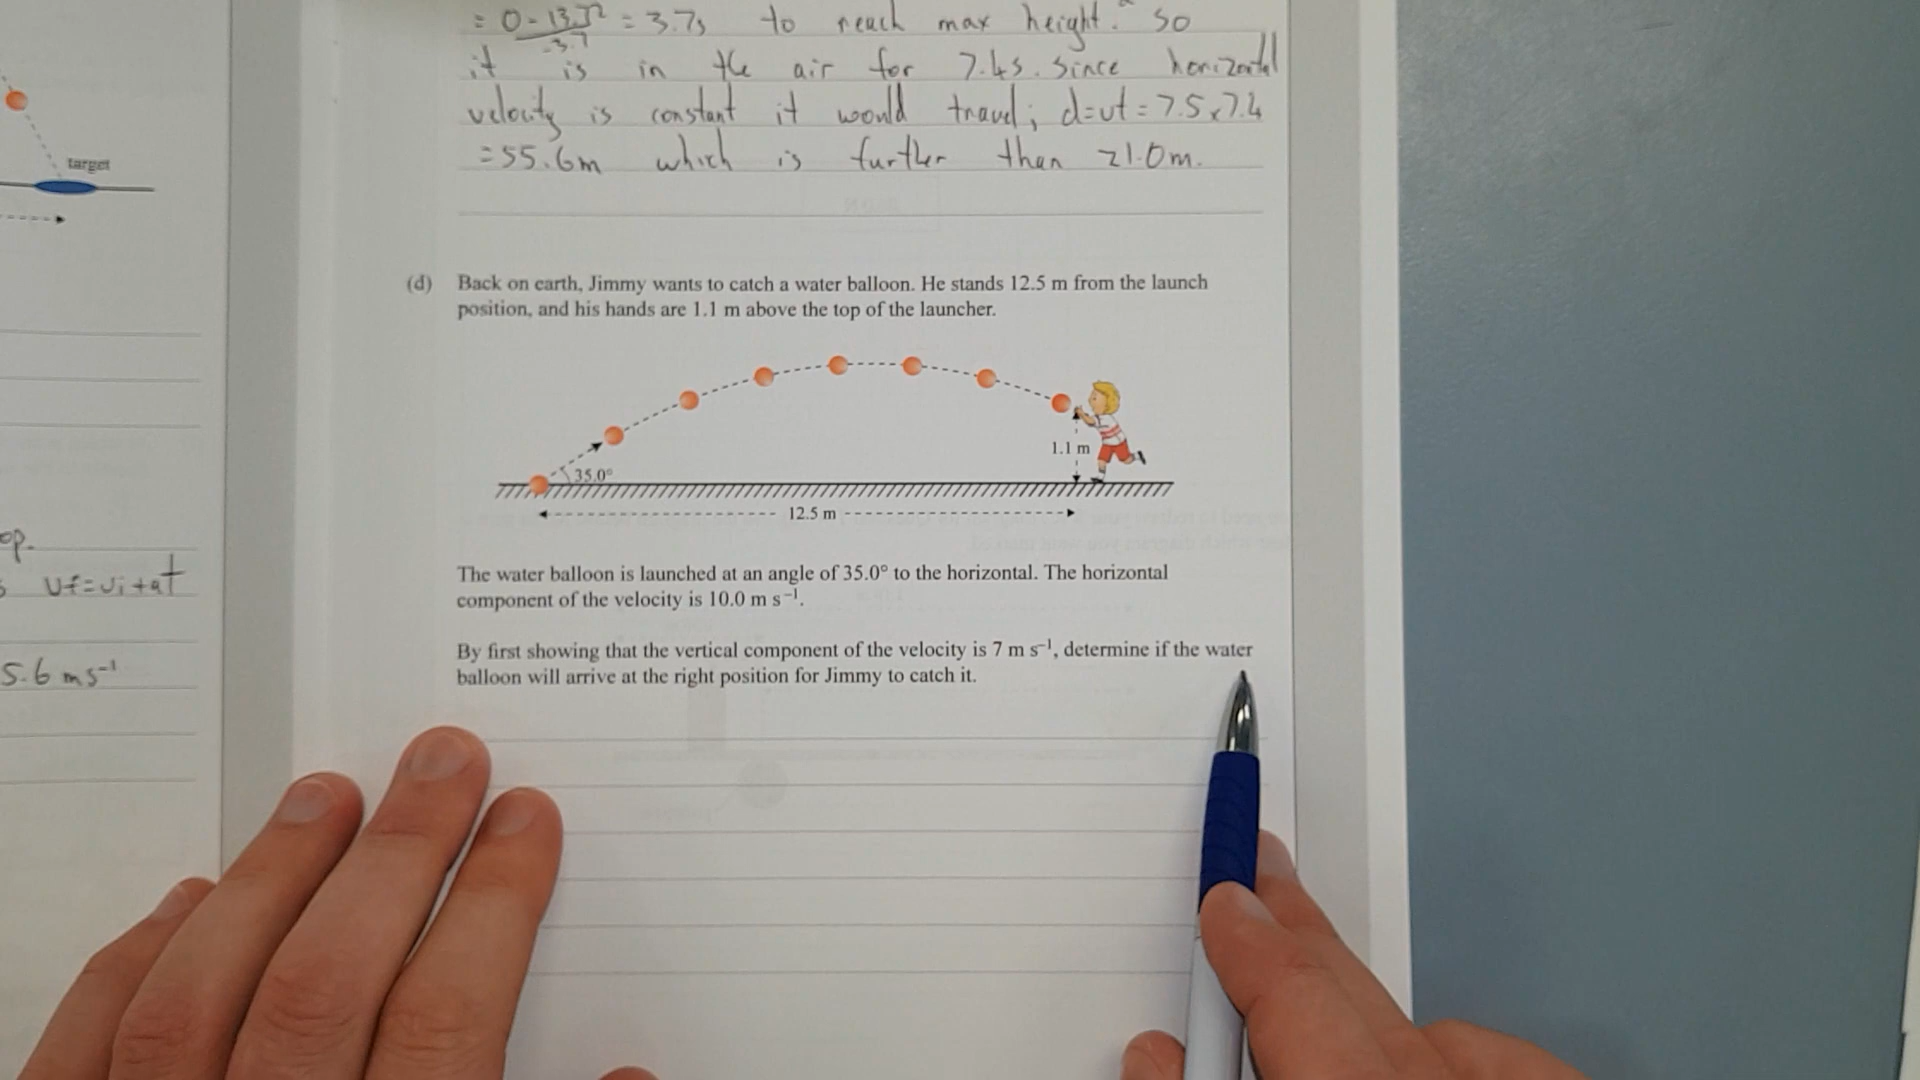 = 0-13.72 = 3.7s to reach max height. So
-3.7
it is in the air for 7.4s. Since horizontal
velocity is constant it would travel; d=vt = 7.5 x 7.4
= 55.6m which is further than 21.0m.
target
(d) Back on earth, Jimmy wants to catch a water balloon. He stands 12.5 m from the launch
position, and his hands are 1.1 m above the top of the launcher.
1.1 m
35.0°
12.5 m
The water balloon is launched at an angle of 35.0° to the horizontal. The horizontal
component of the velocity is 10.0 m s⁻¹.
By first showing that the vertical component of the velocity is 7 m s⁻¹, determine if the water
balloon will arrive at the right position for Jimmy to catch it.
op.
vf=vi+at
5.6 ms⁻¹